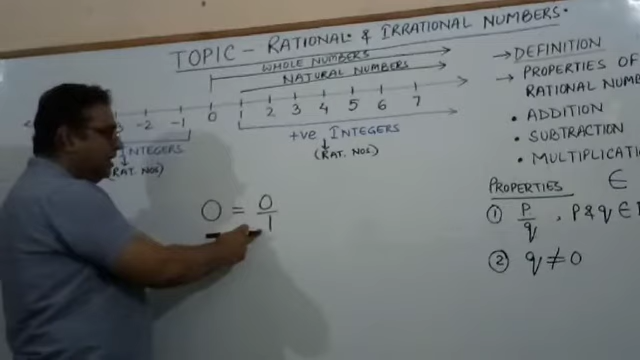 TOPIC - RATIONAL & IRRATIONAL NUMBERS.
WHOLE NUMBERS
NATURAL NUMBERS
-2 -1 0 1 2 3 4 5 6 7
INTEGERS
(RAT. NOS)
+ve INTEGERS
(RAT. NOS)
0 = 0/1
→ DEFINITION
→ PROPERTIES OF
RATIONAL
• ADDITION
• SUBTRACTION
PROPERTIES ∈
① P/q , P & q ∈
② q ≠ 0